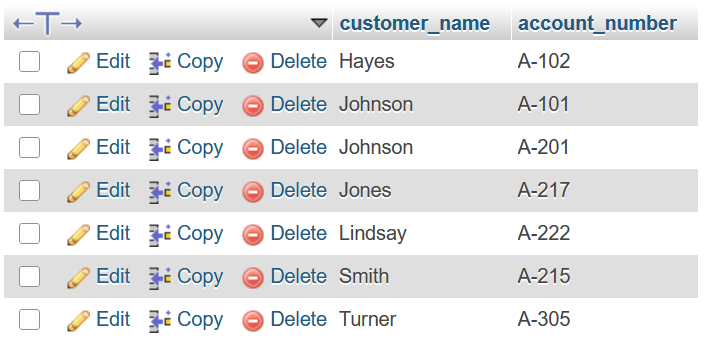 customer_name account_number
Edit Copy Delete Hayes A-102
Edit Copy Delete Johnson A-101
Edit Copy Delete Johnson A-201
Edit Copy Delete Jones A-217
Edit Copy Delete Lindsay A-222
Edit Copy Delete Smith A-215
Edit Copy Delete Turner A-305